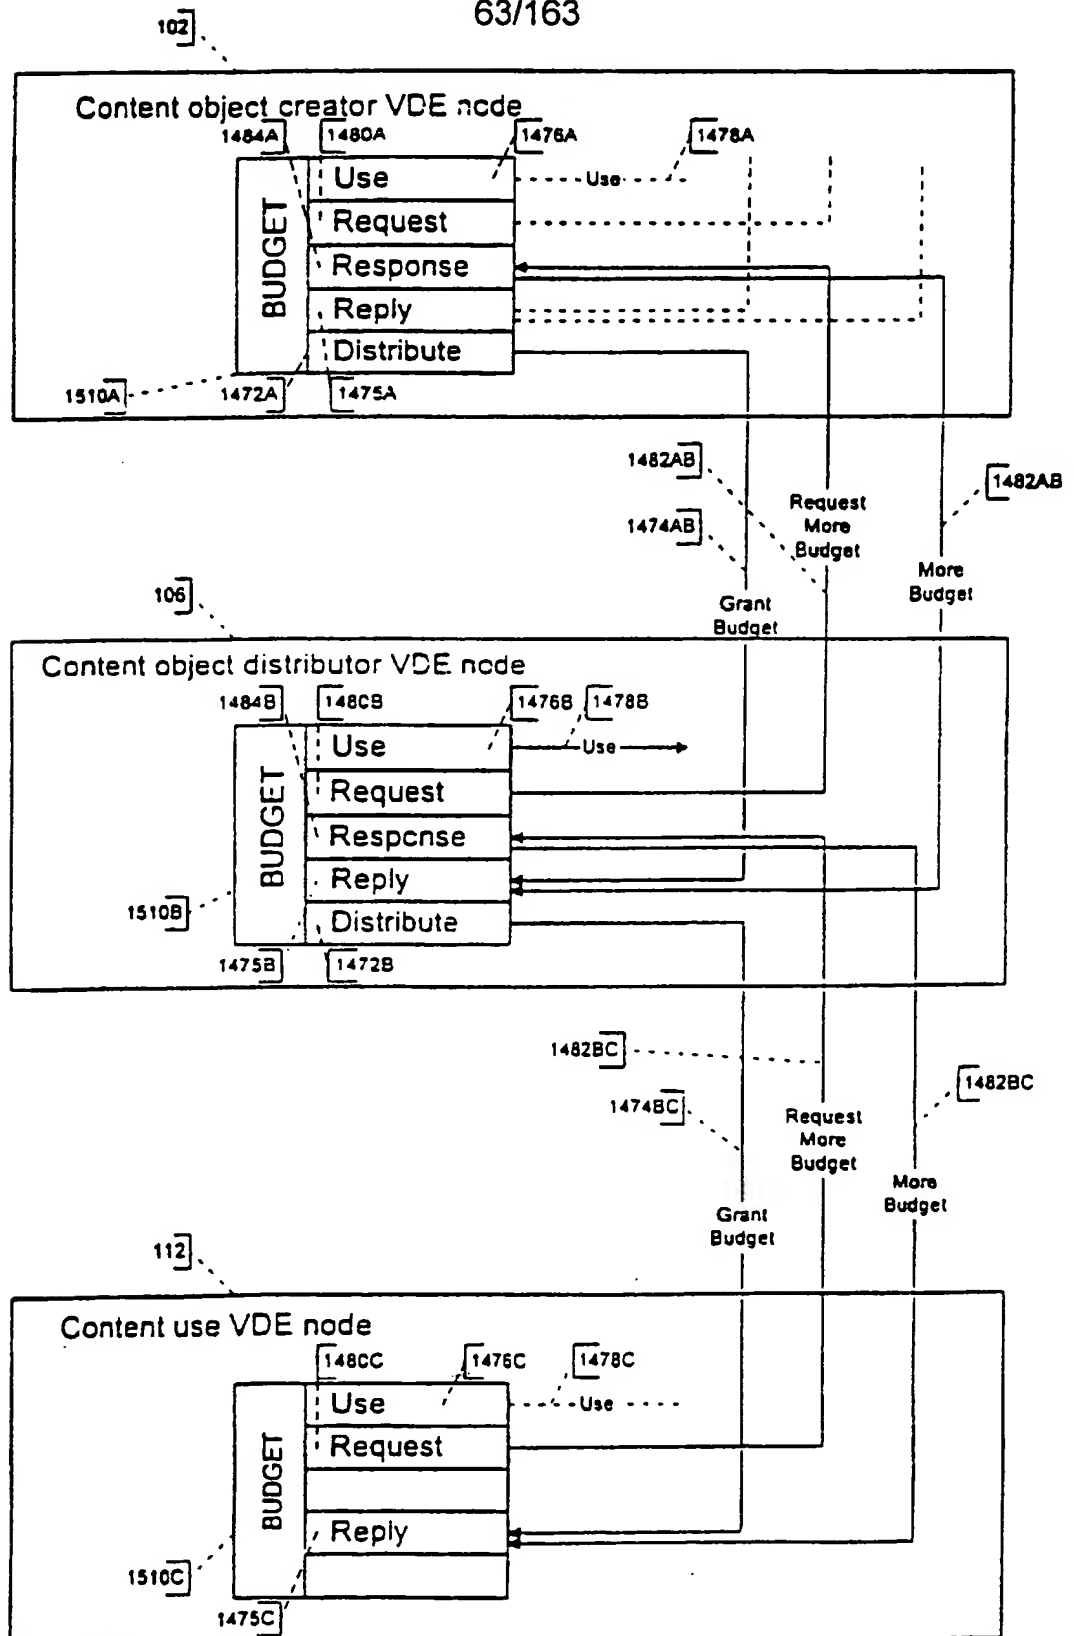 63/163
102
Content object creator VDE node
1484A
1480A
1476A
1478A
BUDGET
Use
Use
Request
Response
Reply
Distribute
1510A
1472A
1475A
1482AB
1482AB
1474AB
Request
More
Budget
More
Budget
Grant
Budget
106
Content object distributor VDE node
1484B
1480B
1476B
1478B
BUDGET
Use
Use
Request
Response
Reply
Distribute
1510B
1475B
1472B
1482BC
1482BC
1474BC
Request
More
Budget
More
Budget
Grant
Budget
112
Content use VDE node
1480C
1476C
1478C
BUDGET
Use
Use
Request
Reply
1510C
1475C